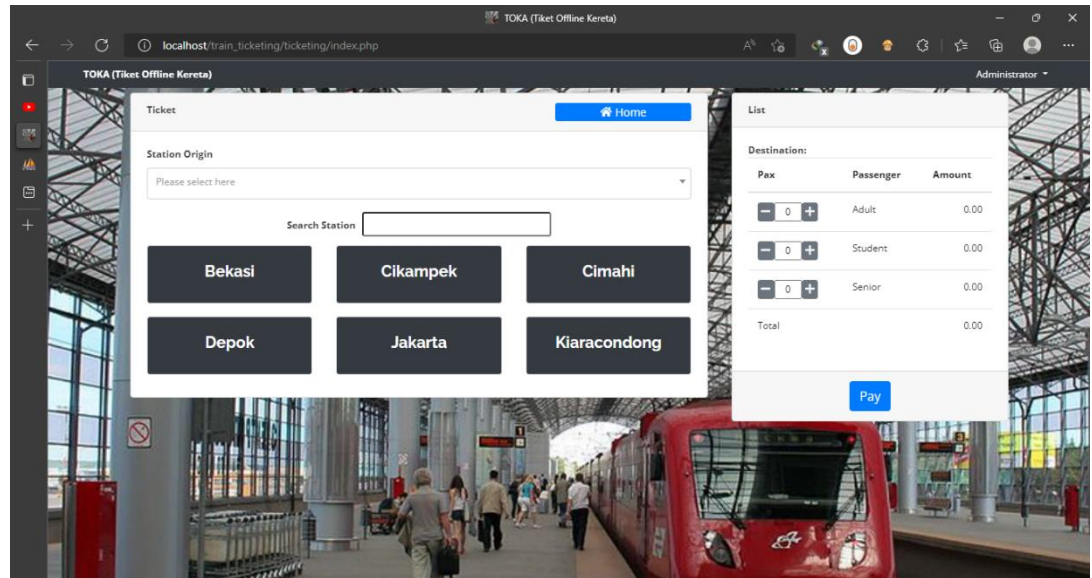 TOKA (Tiket Offline Kereta)
localhost/train_ticketing/ticketing/index.php
TOKA (Tiket Offline Kereta)
Administrator
Ticket
Home
List
Station Origin
Please select here
Search Station
Bekasi
Cikampek
Cimahi
Depok
Jakarta
Kiaracondong
Destination:
Pax Passenger Amount
0 Adult 0.00
0 Student 0.00
0 Senior 0.00
Total 0.00
Pay
1
3